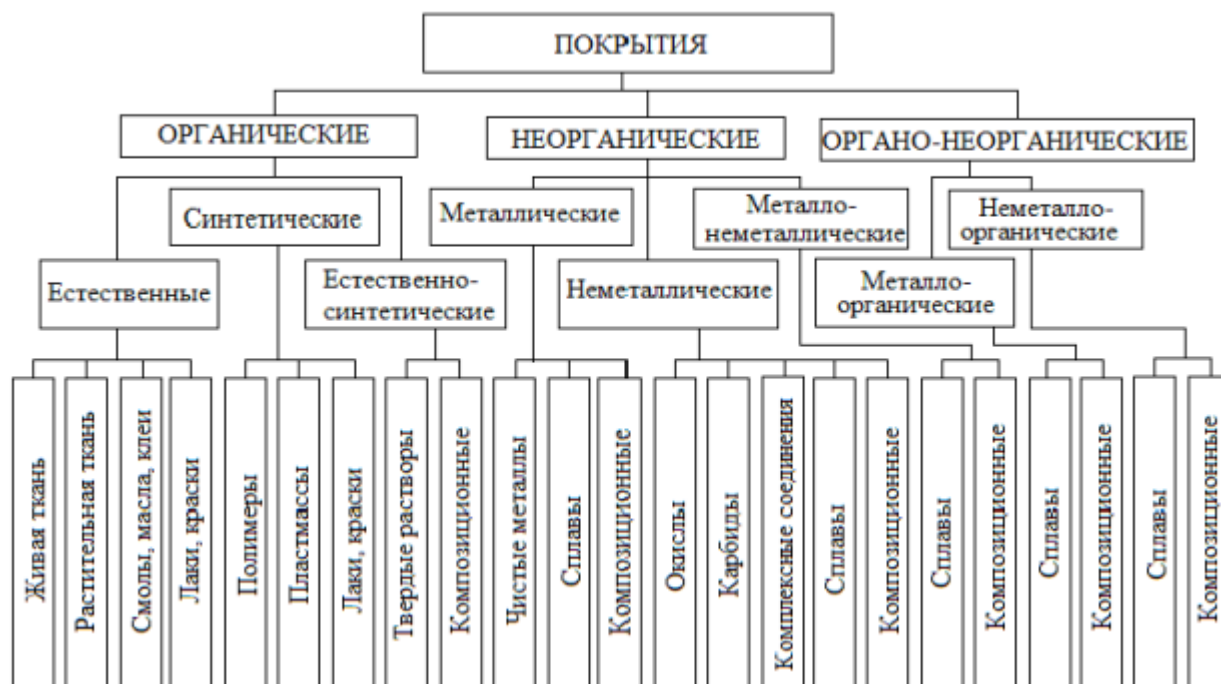 ПОКРЫТИЯ
ОРГАНИЧЕСКИЕ
НЕОРГАНИЧЕСКИЕ
ОРГАНО-НЕОРГАНИЧЕСКИЕ
Синтетические
Металлические
Металло-
неметаллические
Неметалло-
органические
Естественные
Естественно-
синтетические
Неметаллические
Металло-
органические
Живая ткань
Растительная ткань
Смолы, масла, клеи
Лаки, краски
Полимеры
Пластмассы
Лаки, краски
Твердые растворы
Композиционные
Чистые металлы
Сплавы
Композиционные
Окислы
Карбиды
Комплексные соединения
Сплавы
Композиционные
Сплавы
Композиционные
Сплавы
Композиционные
Сплавы
Композиционные